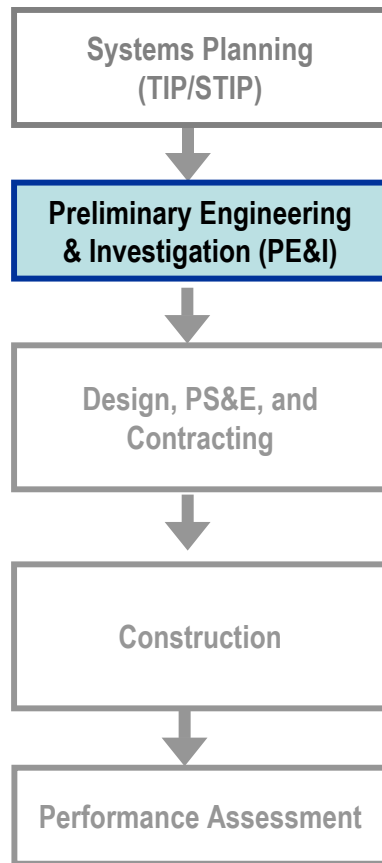 Systems Planning
(TIP/STIP)
Preliminary Engineering
& Investigation (PE&I)
Design, PS&E, and
Contracting
Construction
Performance Assessment